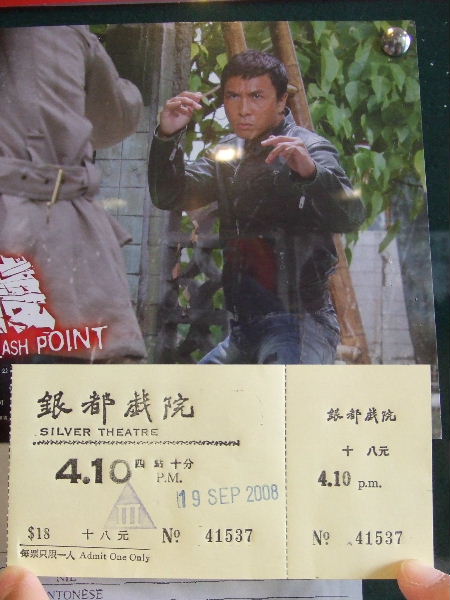 ASH POINT
銀都戲院
SILVER THEATRE
4.10 四點十分
P.M.
19 SEP 2008
$18 十八元 № 41537
每票只限一人 Admit One Only
銀都戲院
十八元
4.10 p.m.
№ 41537
NTONESE